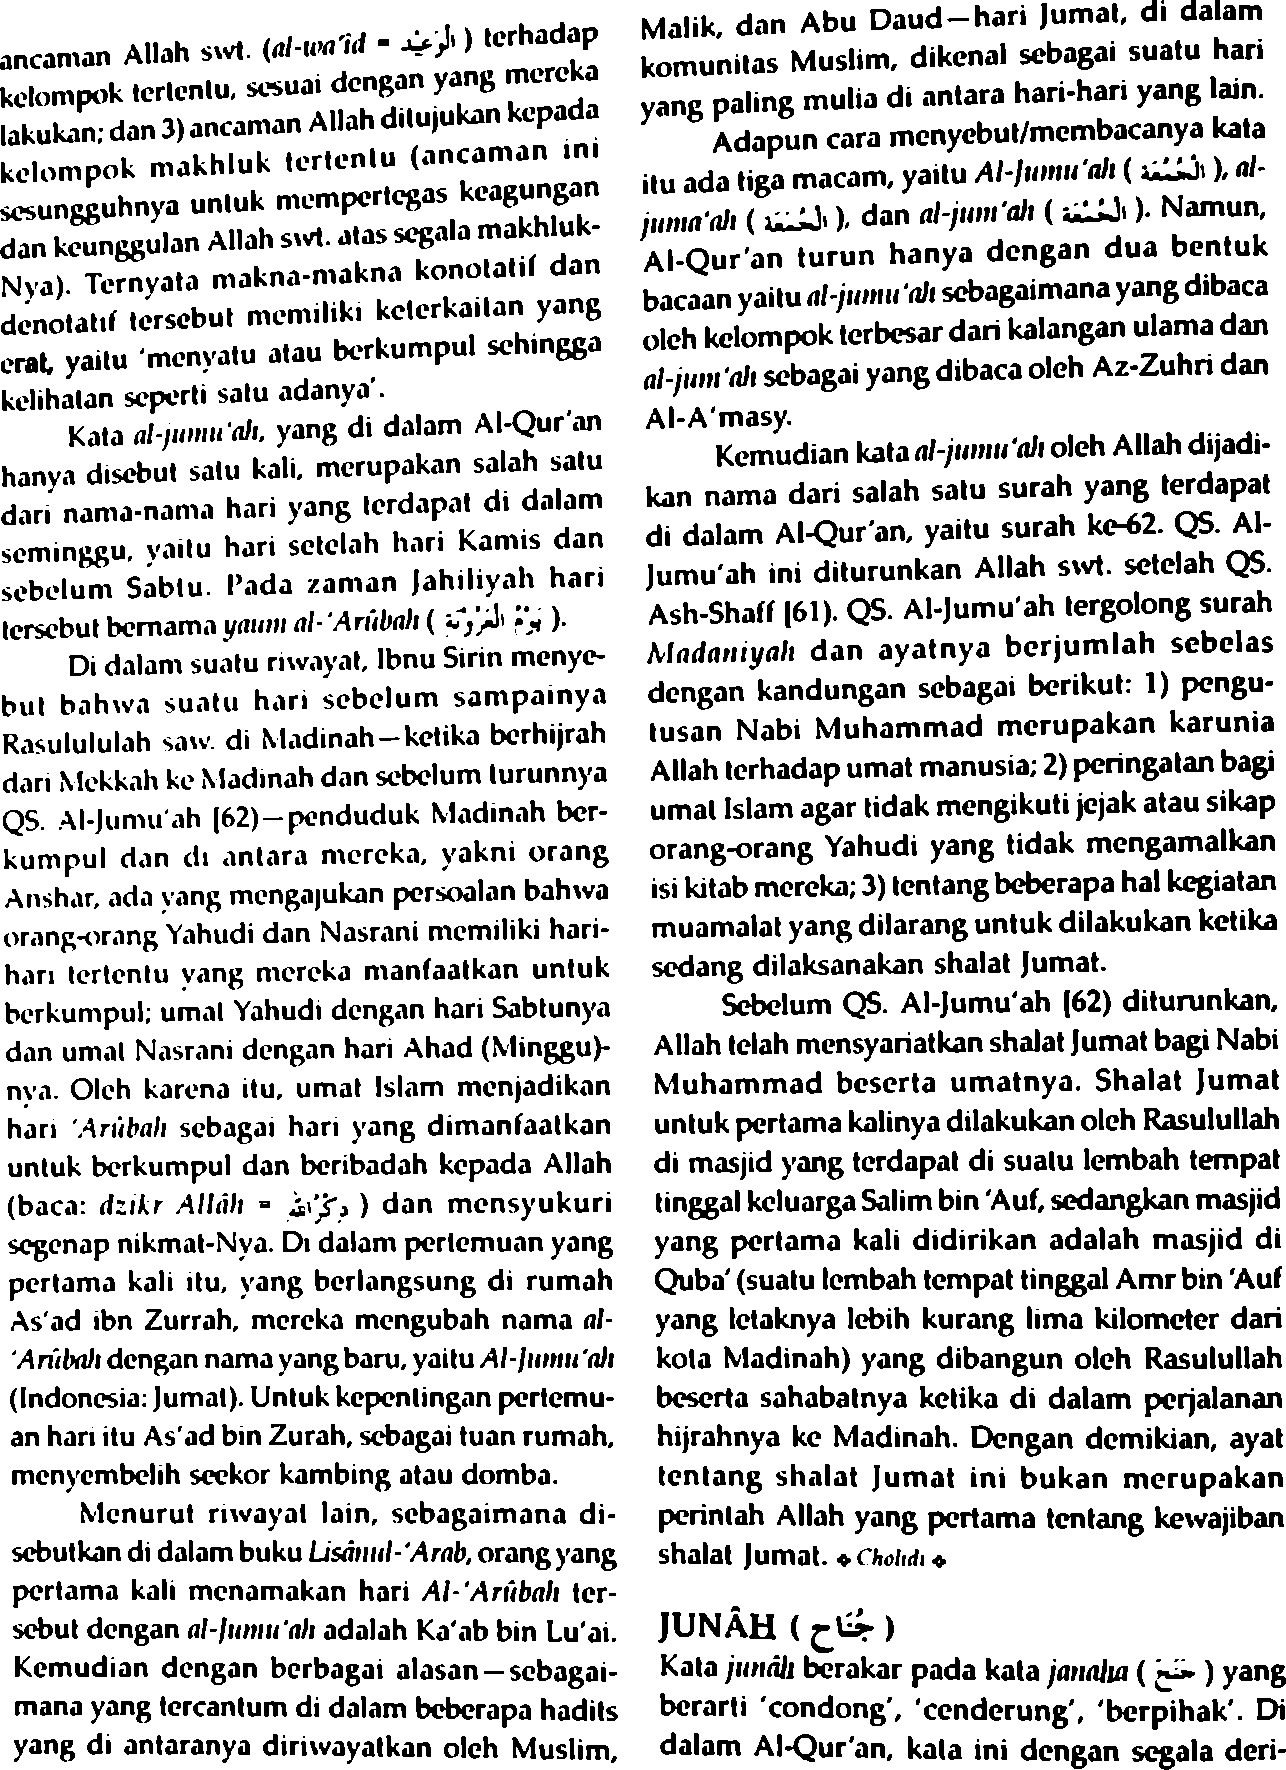 ancaman Allah swt. (al-wa'îd = الْوَعِيْد ) terhadap
kelompok tertentu, sesuai dengan yang mereka
lakukan; dan 3) ancaman Allah ditujukan kepada
kelompok makhluk tertentu (ancaman ini
sesungguhnya untuk mempertegas keagungan
dan keunggulan Allah swt. atas segala makhluk-
Nya). Ternyata makna-makna konotatif dan
denotatif tersebut memiliki keterkaitan yang
erat, yaitu 'menyatu atau berkumpul sehingga
kelihatan seperti satu adanya'.
Kata al-jumu'ah, yang di dalam Al-Qur'an
hanya disebut satu kali, merupakan salah satu
dari nama-nama hari yang terdapat di dalam
seminggu, yaitu hari setelah hari Kamis dan
sebelum Sabtu. Pada zaman Jahiliyah hari
tersebut bernama yaum al-'Arûbah ( يَوْمُ الْعَرُوْبَةِ ).
Di dalam suatu riwayat, Ibnu Sirin menye-
but bahwa suatu hari sebelum sampainya
Rasulululah saw. di Madinah—ketika berhijrah
dari Mekkah ke Madinah dan sebelum turunnya
QS. Al-Jumu'ah [62)—penduduk Madinah ber-
kumpul dan di antara mereka, yakni orang
Anshar, ada yang mengajukan persoalan bahwa
orang-orang Yahudi dan Nasrani memiliki hari-
hari tertentu yang mereka manfaatkan untuk
berkumpul; umat Yahudi dengan hari Sabtunya
dan umat Nasrani dengan hari Ahad (Minggu)-
nya. Oleh karena itu, umat Islam menjadikan
hari 'Arûbah sebagai hari yang dimanfaatkan
untuk berkumpul dan beribadah kepada Allah
(baca: dzikr Allâh = ذِكْرُ اللهِ ) dan mensyukuri
segenap nikmat-Nya. Di dalam pertemuan yang
pertama kali itu, yang berlangsung di rumah
As'ad ibn Zurrah, mereka mengubah nama al-
'Arûbah dengan nama yang baru, yaitu Al-Jumu'ah
(Indonesia: Jumat). Untuk kepentingan pertemu-
an hari itu As'ad bin Zurah, sebagai tuan rumah,
menyembelih seekor kambing atau domba.
Menurut riwayat lain, sebagaimana di-
sebutkan di dalam buku Lisânul-'Arab, orang yang
pertama kali menamakan hari Al-'Arûbah ter-
sebut dengan al-Jumu'ah adalah Ka'ab bin Lu'ai.
Kemudian dengan berbagai alasan—sebagai-
mana yang tercantum di dalam beberapa hadits
yang di antaranya diriwayatkan oleh Muslim,
Malik, dan Abu Daud—hari Jumat, di dalam
komunitas Muslim, dikenal sebagai suatu hari
yang paling mulia di antara hari-hari yang lain.
Adapun cara menyebut/membacanya kata
itu ada tiga macam, yaitu Al-Jumu'ah ( الْجُمُعَة ), al-
juma'ah ( الْجُمَعَة ), dan al-jum'ah ( الْجُمْعَة ). Namun,
Al-Qur'an turun hanya dengan dua bentuk
bacaan yaitu al-jumu'ah sebagaimana yang dibaca
oleh kelompok terbesar dari kalangan ulama dan
al-jum'ah sebagai yang dibaca oleh Az-Zuhri dan
Al-A'masy.
Kemudian kata al-jumu'ah oleh Allah dijadi-
kan nama dari salah satu surah yang terdapat
di dalam Al-Qur'an, yaitu surah ke-62. QS. Al-
Jumu'ah ini diturunkan Allah swt. setelah QS.
Ash-Shaff [61). QS. Al-Jumu'ah tergolong surah
Madaniyah dan ayatnya berjumlah sebelas
dengan kandungan sebagai berikut: 1) pengu-
tusan Nabi Muhammad merupakan karunia
Allah terhadap umat manusia; 2) peringatan bagi
umat Islam agar tidak mengikuti jejak atau sikap
orang-orang Yahudi yang tidak mengamalkan
isi kitab mereka; 3) tentang beberapa hal kegiatan
muamalat yang dilarang untuk dilakukan ketika
sedang dilaksanakan shalat Jumat.
Sebelum QS. Al-Jumu'ah [62) diturunkan,
Allah telah mensyariatkan shalat Jumat bagi Nabi
Muhammad beserta umatnya. Shalat Jumat
untuk pertama kalinya dilakukan oleh Rasulullah
di masjid yang terdapat di suatu lembah tempat
tinggal keluarga Salim bin 'Auf, sedangkan masjid
yang pertama kali didirikan adalah masjid di
Quba' (suatu lembah tempat tinggal Amr bin 'Auf
yang letaknya lebih kurang lima kilometer dari
kota Madinah) yang dibangun oleh Rasulullah
beserta sahabatnya ketika di dalam perjalanan
hijrahnya ke Madinah. Dengan demikian, ayat
tentang shalat Jumat ini bukan merupakan
perintah Allah yang pertama tentang kewajiban
shalat Jumat. ❖ Cholidi ❖
JUNÂH ( جُنَاح )
Kata junâh berakar pada kata janaha ( جَنَحَ ) yang
berarti 'condong', 'cenderung', 'berpihak'. Di
dalam Al-Qur'an, kata ini dengan segala deri-